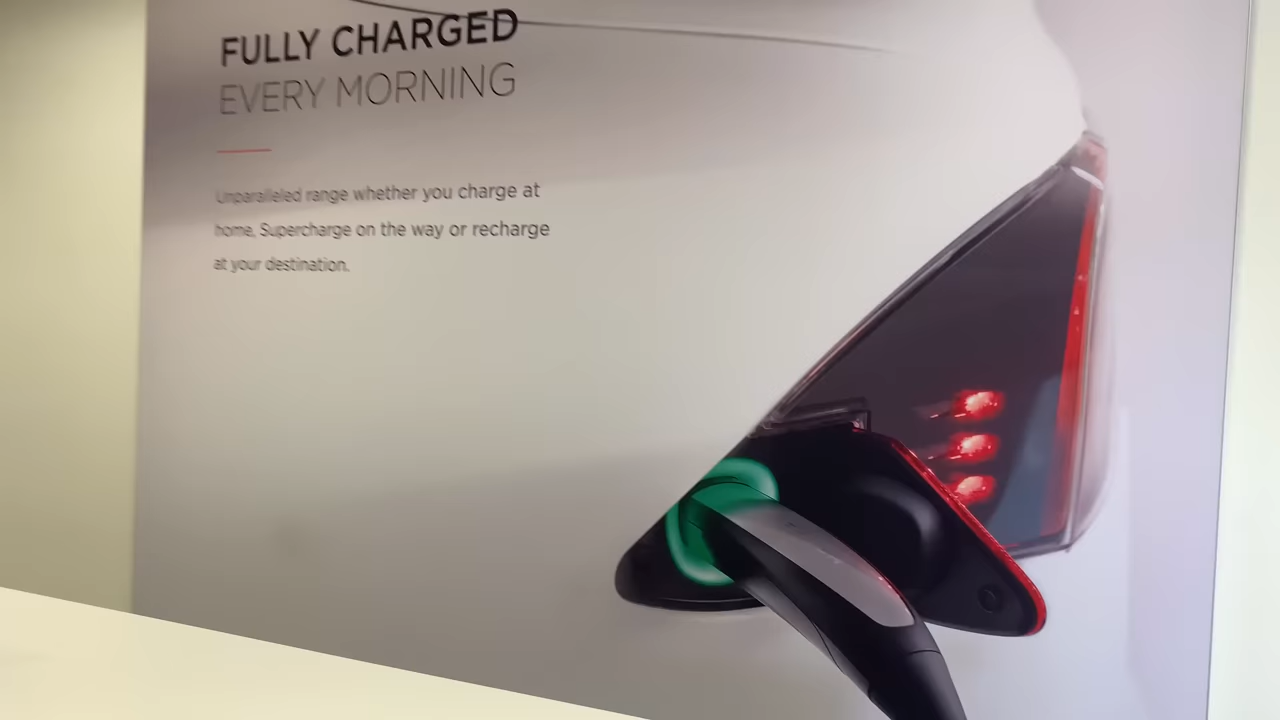 FULLY CHARGED
EVERY MORNING
Unparalleled range whether you charge at
home, Supercharge on the way or recharge
at your destination.